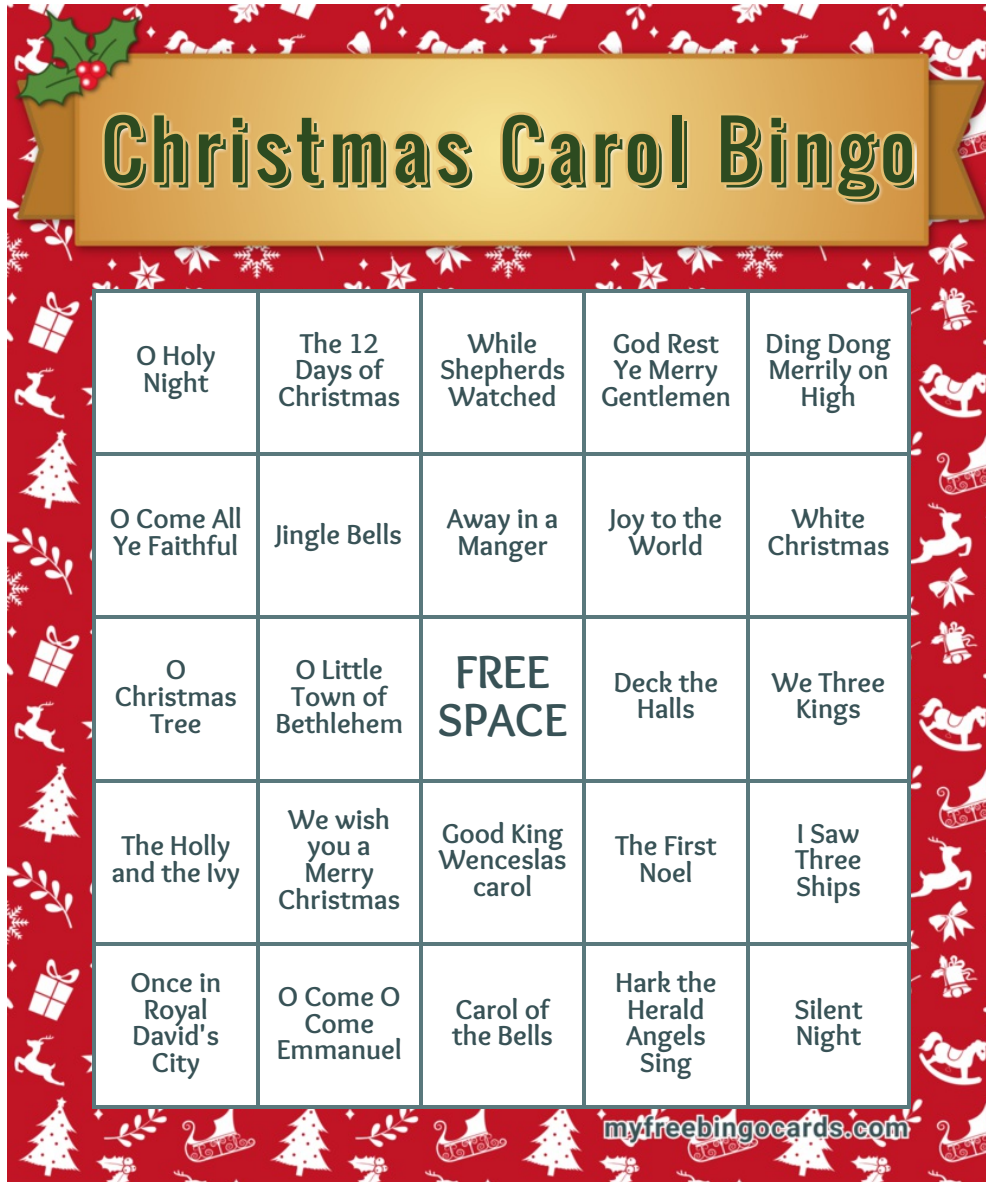 Christmas Carol Bingo
O Holy
Night
The 12
Days of
Christmas
While
Shepherds
Watched
God Rest
Ye Merry
Gentlemen
Ding Dong
Merrily on
High
O Come All
Ye Faithful
Jingle Bells
Away in a
Manger
Joy to the
World
White
Christmas
O
Christmas
Tree
O Little
Town of
Bethlehem
FREE
SPACE
Deck the
Halls
We Three
Kings
The Holly
and the Ivy
We wish
you a
Merry
Christmas
Good King
Wenceslas
carol
The First
Noel
I Saw
Three
Ships
Once in
Royal
David's
City
O Come O
Come
Emmanuel
Carol of
the Bells
Hark the
Herald
Angels
Sing
Silent
Night
myfreebingocards.com